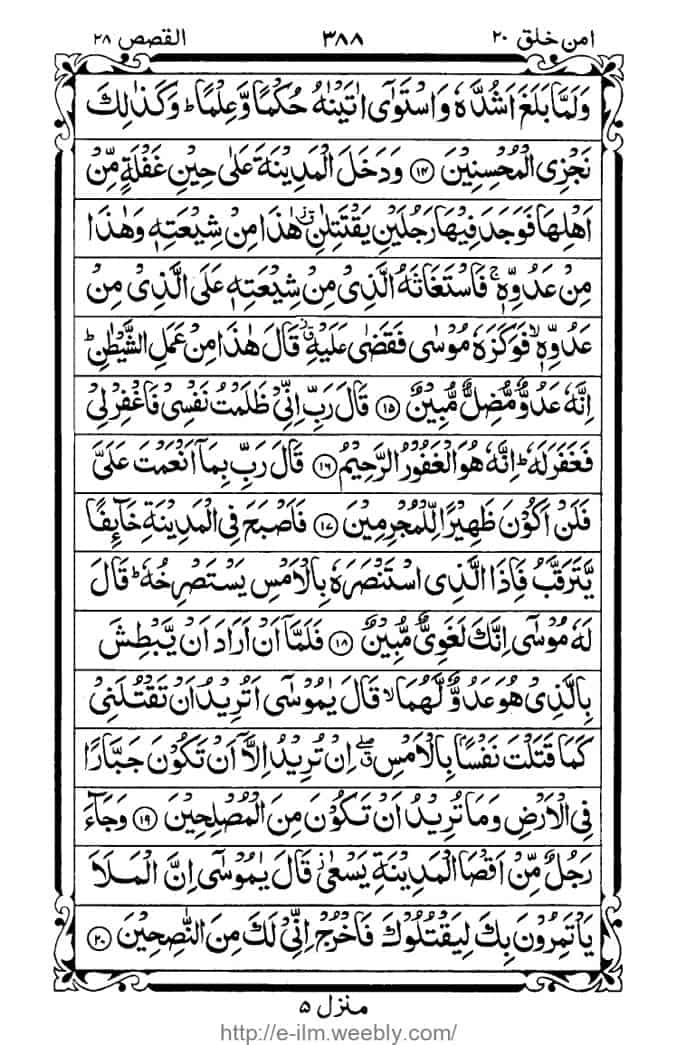 امن خلق ٢٠ ٣٨٨ القصص ٢٨
وَلَمَّا بَلَغَ اَشُدَّهٗ وَاسْتَوٰٓى اٰتَيْنٰهُ حُكْمًا وَّعِلْمًا ؕ وَكَذٰلِكَ
نَجْزِى الْمُحْسِنِيْنَ ﴿١٤﴾ وَدَخَلَ الْمَدِيْنَةَ عَلٰى حِيْنِ غَفْلَةٍ مِّنْ
اَهْلِهَا فَوَجَدَ فِيْهَا رَجُلَيْنِ يَقْتَتِلٰنِ ؗ هٰذَا مِنْ شِيْعَتِهٖ وَهٰذَا
مِنْ عَدُوِّهٖ ۚ فَاسْتَغَاثَهُ الَّذِىْ مِنْ شِيْعَتِهٖ عَلَى الَّذِىْ مِنْ
عَدُوِّهٖ ۙ فَوَكَزَهٗ مُوْسٰى فَقَضٰى عَلَيْهِ ؗ قَالَ هٰذَا مِنْ عَمَلِ الشَّيْطٰنِ ؕ
اِنَّهٗ عَدُوٌّ مُّضِلٌّ مُّبِيْنٌ ﴿١٥﴾ قَالَ رَبِّ اِنِّىْ ظَلَمْتُ نَفْسِىْ فَاغْفِرْ لِىْ
فَغَفَرَ لَهٗ ؕ اِنَّهٗ هُوَ الْغَفُوْرُ الرَّحِيْمُ ﴿١٦﴾ قَالَ رَبِّ بِمَاۤ اَنْعَمْتَ عَلَىَّ
فَلَنْ اَكُوْنَ ظَهِيْرًا لِّلْمُجْرِمِيْنَ ﴿١٧﴾ فَاَصْبَحَ فِى الْمَدِيْنَةِ خَآئِفًا
يَّتَرَقَّبُ فَاِذَا الَّذِى اسْتَنْصَرَهٗ بِالْاَمْسِ يَسْتَصْرِخُهٗ ؕ قَالَ
لَهٗ مُوْسٰٓى اِنَّكَ لَغَوِىٌّ مُّبِيْنٌ ﴿١٨﴾ فَلَمَّاۤ اَنْ اَرَادَ اَنْ يَّبْطِشَ
بِالَّذِىْ هُوَ عَدُوٌّ لَّهُمَا ۙ قَالَ يٰمُوْسٰٓى اَتُرِيْدُ اَنْ تَقْتُلَنِىْ
كَمَا قَتَلْتَ نَفْسًاۢ بِالْاَمْسِ ۖ ۗ اِنْ تُرِيْدُ اِلَّاۤ اَنْ تَكُوْنَ جَبَّارًا
فِى الْاَرْضِ وَمَا تُرِيْدُ اَنْ تَكُوْنَ مِنَ الْمُصْلِحِيْنَ ﴿١٩﴾ وَجَآءَ
رَجُلٌ مِّنْ اَقْصَا الْمَدِيْنَةِ يَسْعٰى ؗ قَالَ يٰمُوْسٰٓى اِنَّ الْمَلَاَ
يَاْتَمِرُوْنَ بِكَ لِيَقْتُلُوْكَ فَاخْرُجْ اِنِّىْ لَكَ مِنَ النّٰصِحِيْنَ ﴿٢٠﴾
منزل ٥
http://e-ilm.weebly.com/